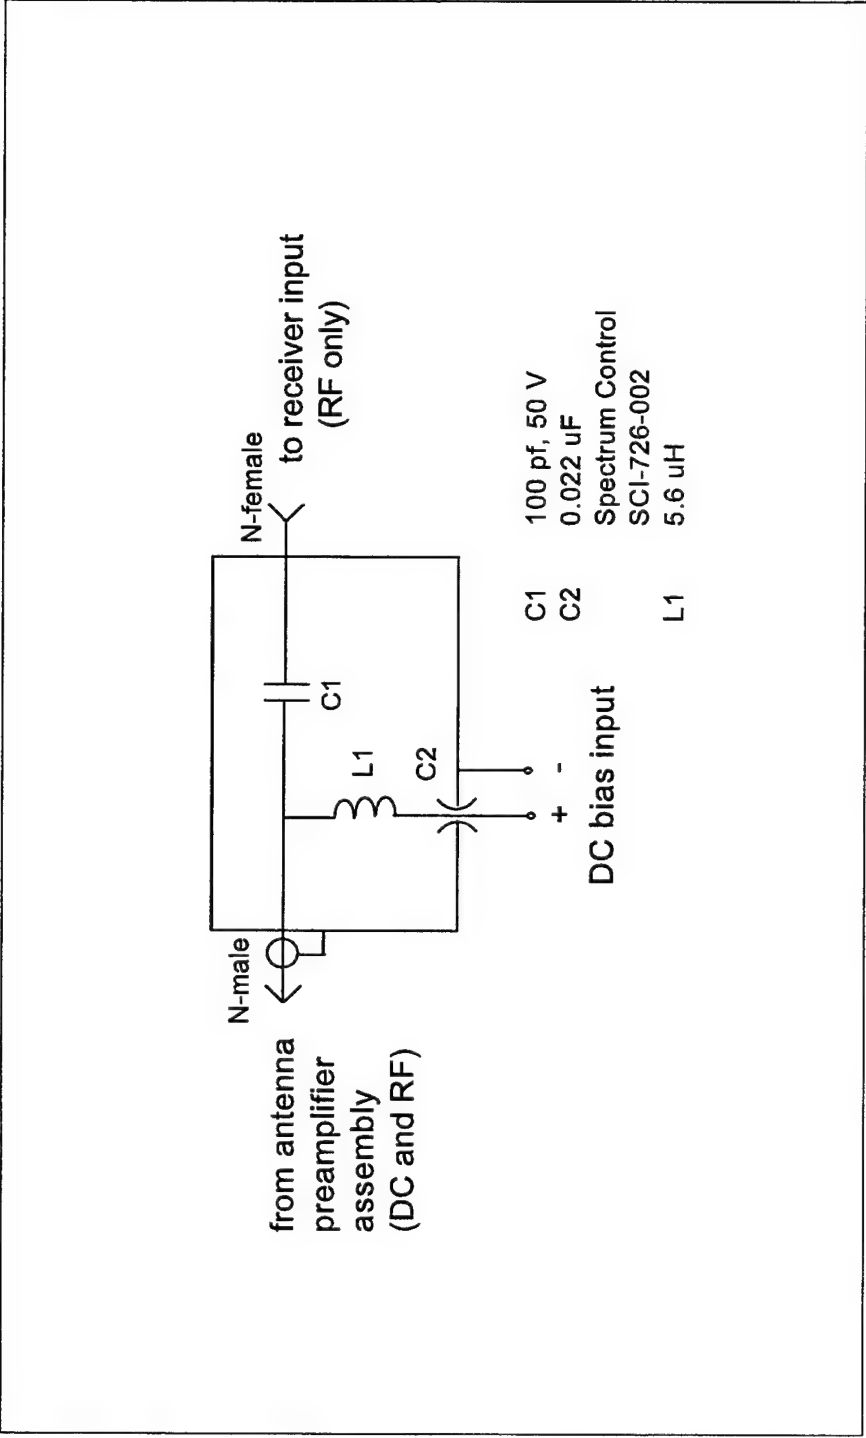 from antenna
preamplifier
assembly
(DC and RF)
N-male
N-female
to receiver input
(RF only)
C1
L1
C2
+ -
DC bias input
C1 100 pf, 50 V
C2 0.022 uF
Spectrum Control
SCI-726-002
L1 5.6 uH